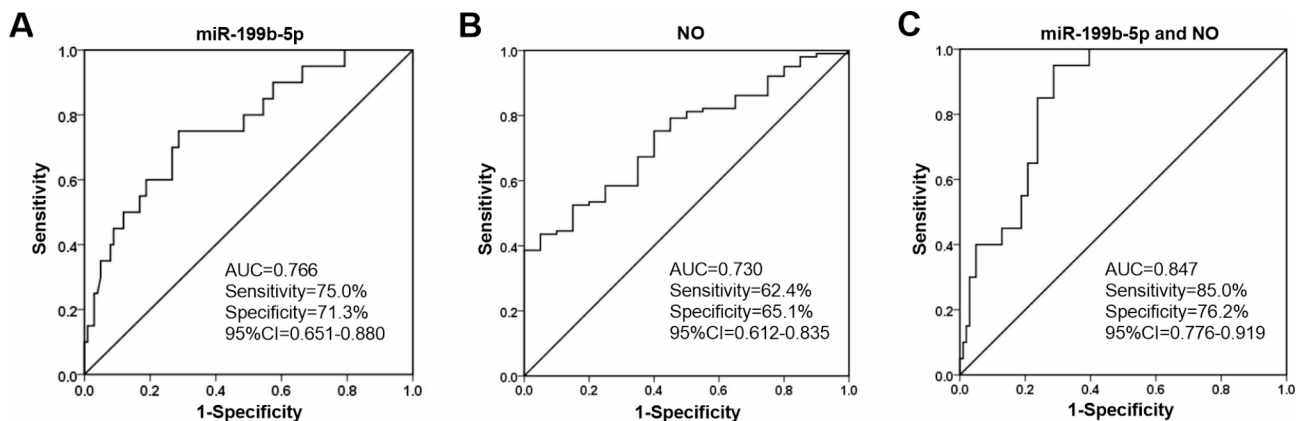 A
miR-199b-5p
Sensitivity
1.0
0.8
0.6
0.4
0.2
0.0
AUC=0.766
Sensitivity=75.0%
Specificity=71.3%
95%CI=0.651-0.880
0.0 0.2 0.4 0.6 0.8 1.0
1-Specificity
B
NO
Sensitivity
1.0
0.8
0.6
0.4
0.2
0.0
AUC=0.730
Sensitivity=62.4%
Specificity=65.1%
95%CI=0.612-0.835
0.0 0.2 0.4 0.6 0.8 1.0
1-Specificity
C
miR-199b-5p and NO
Sensitivity
1.0
0.8
0.6
0.4
0.2
0.0
AUC=0.847
Sensitivity=85.0%
Specificity=76.2%
95%CI=0.776-0.919
0.0 0.2 0.4 0.6 0.8 1.0
1-Specificity